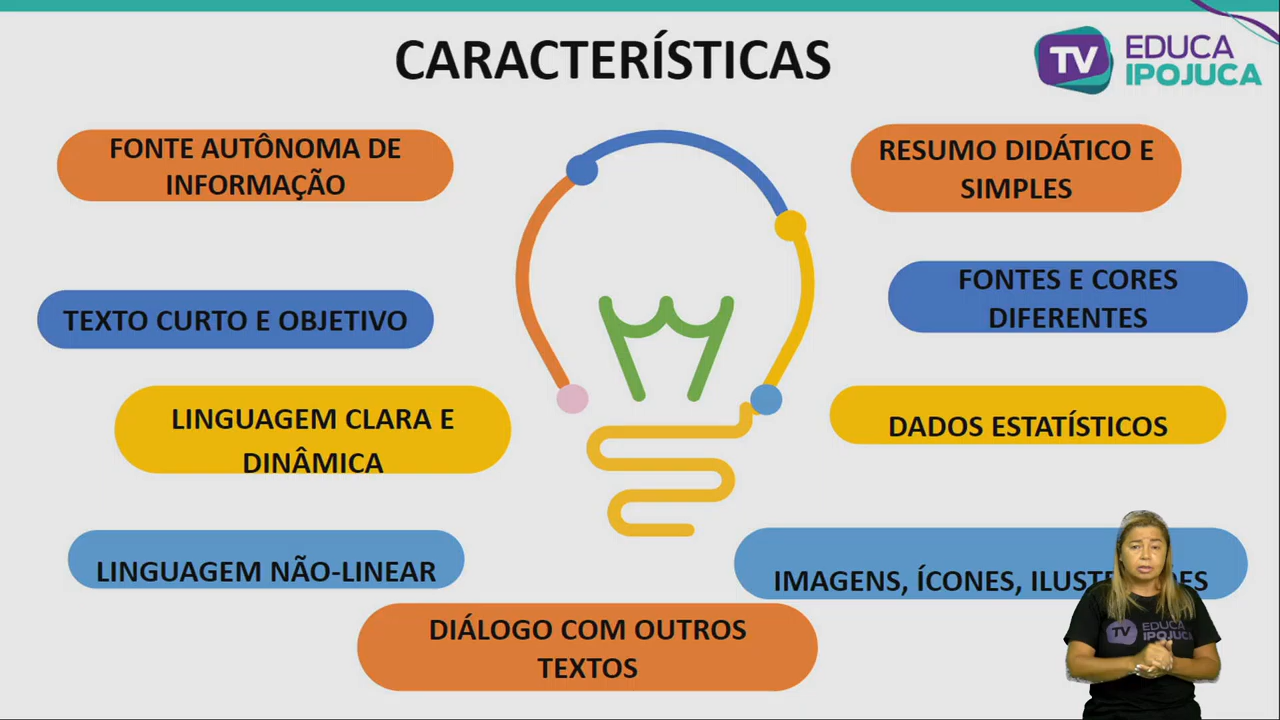 CARACTERÍSTICAS
TV EDUCA
IPOJUCA
FONTE AUTÔNOMA DE
INFORMAÇÃO
RESUMO DIDÁTICO E
SIMPLES
TEXTO CURTO E OBJETIVO
FONTES E CORES
DIFERENTES
LINGUAGEM CLARA E
DINÂMICA
DADOS ESTATÍSTICOS
LINGUAGEM NÃO-LINEAR
IMAGENS, ÍCONES,
DIÁLOGO COM OUTROS
TEXTOS
TV EDUCA
IPOJUCA